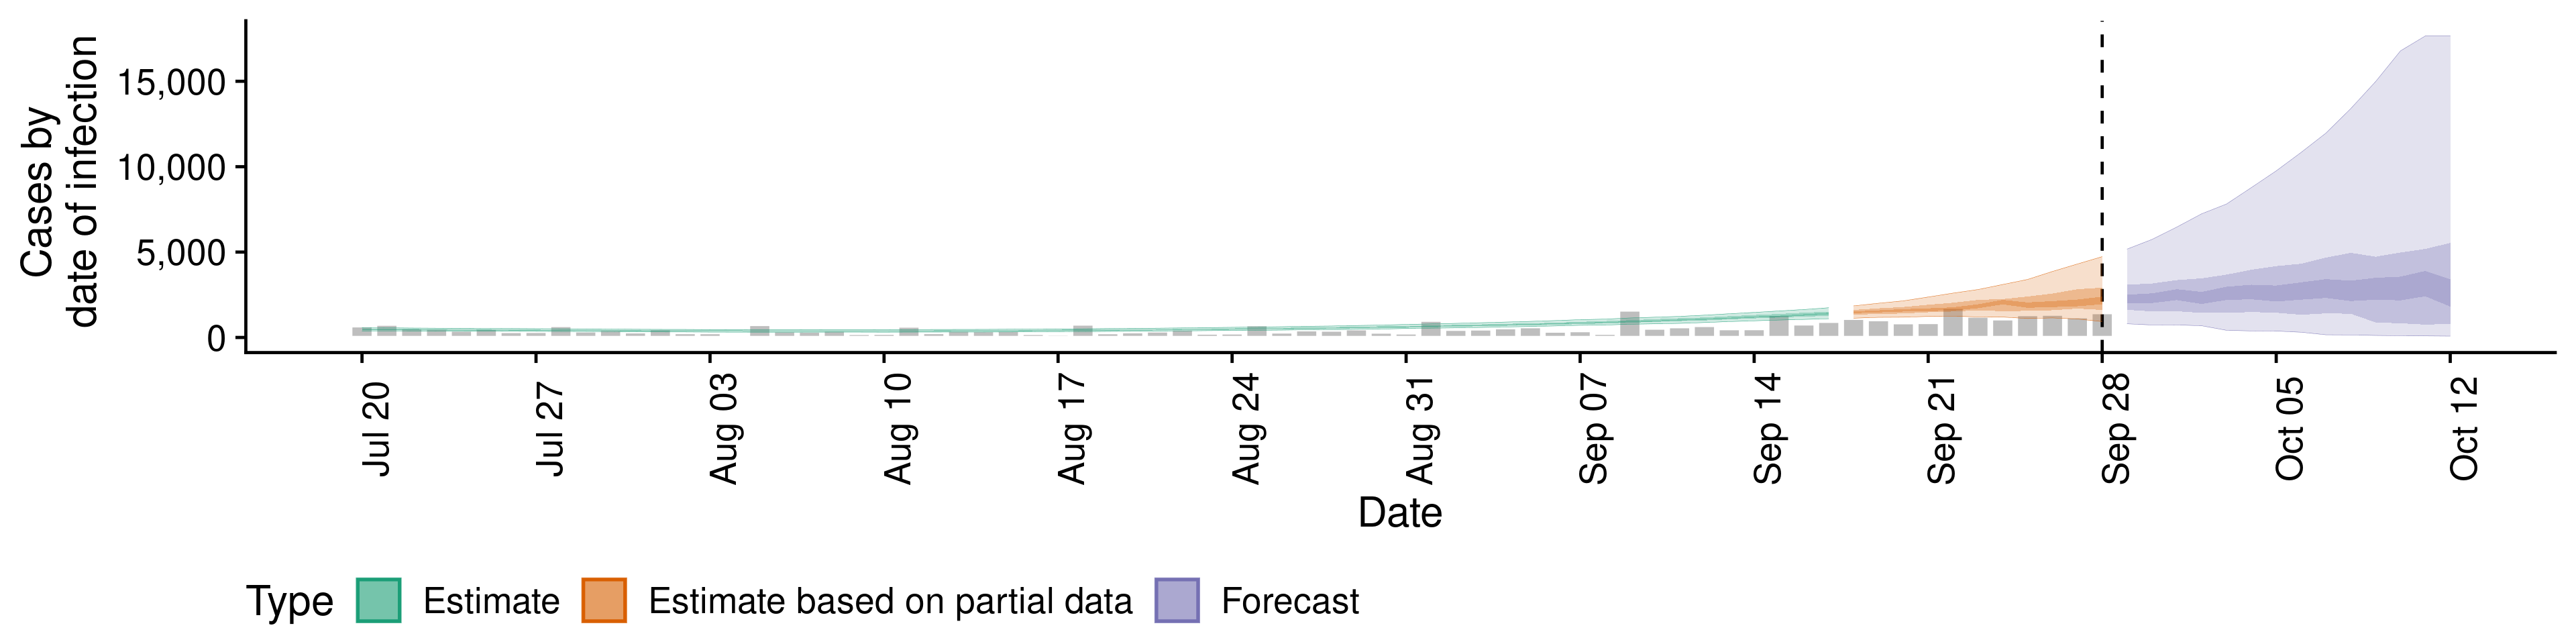 Cases by
date of infection
15,000
10,000
5,000
0
Jul 20
Jul 27
Aug 03
Aug 10
Aug 17
Aug 24
Aug 31
Sep 07
Sep 14
Sep 21
Sep 28
Oct 05
Oct 12
Date
Type Estimate Estimate based on partial data Forecast